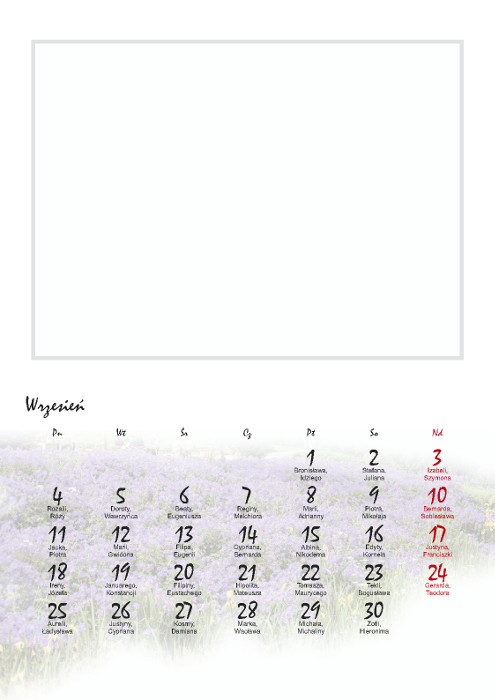 Wrzesień
Pn Wt Śr Cz Pt So Nd
1 2 3
Bronisława, Stefana, Izabeli,
Idziego Juliana Szymona
4 5 6 7 8 9 10
Rozalii, Doroty, Beaty, Reginy, Marii, Piotra, Bernarda,
Róży Wawrzyńca Eugeniusza Melchiora Adrianny Mikołaja Sobiesława
11 12 13 14 15 16 17
Jacka, Marii, Filipa, Cypriana, Albina, Edyty, Justyna,
Piotra Gwidona Eugenii Bernarda Nikodema Kornela Franciszki
18 19 20 21 22 23 24
Ireny, Januarego, Filipiny, Hipolita, Tomasza, Tekli, Gerarda,
Józefa Konstancji Eustachego Mateusza Maurycego Bogusława Teodora
25 26 27 28 29 30
Aurelii, Justyny, Kosmy, Marka, Michała, Zofii,
Ładysława Cypriana Damiana Wacława Michaliny Hieronima